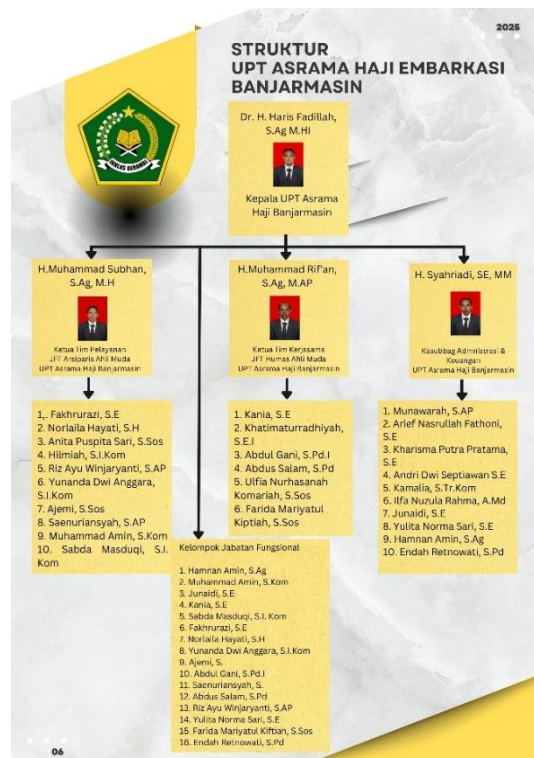 2025
STRUKTUR
UPT ASRAMA HAJI EMBARKASI
BANJARMASIN
IKHLAS BERAMAL
Dr. H. Haris Fadillah,
S.Ag M.HI
Kepala UPT Asrama
Haji Banjarmasin
H.Muhammad Subhan,
S.Ag, M.H
Ketua Tim Pelayanan
JFT Arsiparis Ahli Muda
UPT Asrama Haji Banjarmasin
1,. Fakhrurazi, S.E
2. Norlaila Hayati, S.H
3. Anita Puspita Sari, S.Sos
4. Hilmiah, S.I.Kom
5. Riz Ayu Winjaryanti, S.AP
6. Yunanda Dwi Anggara,
S.I.Kom
7. Ajemi, S.Sos
8. Saenuriansyah, S.AP
9. Muhammad Amin, S.Kom
10. Sabda Masduqi, S.I.
Kom
H.Muhammad Rif'an,
S.Ag, M.AP
Ketua Tim Kerjasama
JFT Humas Ahli Muda
UPT Asrama Haji Banjarmasin
1. Kania, S.E
2. Khatimaturradhiyah,
S.E.I
3. Abdul Gani, S.Pd.I
4. Abdus Salam, S.Pd
5. Ulfia Nurhasanah
Komariah, S.Sos
6. Farida Mariyatul
Kiptiah, S.Sos
H. Syahriadi, SE, MM
Kasubbag Admnistrasi &
Keuangan
UPT Asrama Haji Banjarmasin
1. Munawarah, S.AP
2. Arief Nasrullah Fathoni,
S.E
3. Kharisma Putra Pratama,
S.E
4. Andri Dwi Septiawan S.E
5. Kamalia, S.Tr.Kom
6. Ilfa Nuzula Rahma, A.Md
7. Junaidi, S.E
8. Yulita Norma Sari, S.E
9. Hamnan Amin, S.Ag
10. Endah Retnowati, S.Pd
Kelompok Jabatan Fungsional
1. Hamnan Amin, S.Ag
2. Muhammad Amin, S.Kom
3. Junaidi, S.E
4. Kania, S.E
5. Sabda Masduqi, S.I. Kom
6. Fakhrurazi, S.E
7. Norlaila Hayati, S.H
8. Yunanda Dwi Anggara, S.I.Kom
9. Ajemi, S.
10. Abdul Gani, S.Pd.I
11. Saenuriansyah, S.
12. Abdus Salam, S.Pd
13. Riz Ayu Winjaryanti, S.AP
14. Yulita Norma Sari, S.E
15. Farida Mariyatul Kiftiah, S.Sos
16. Endah Retnowati, S.Pd
06